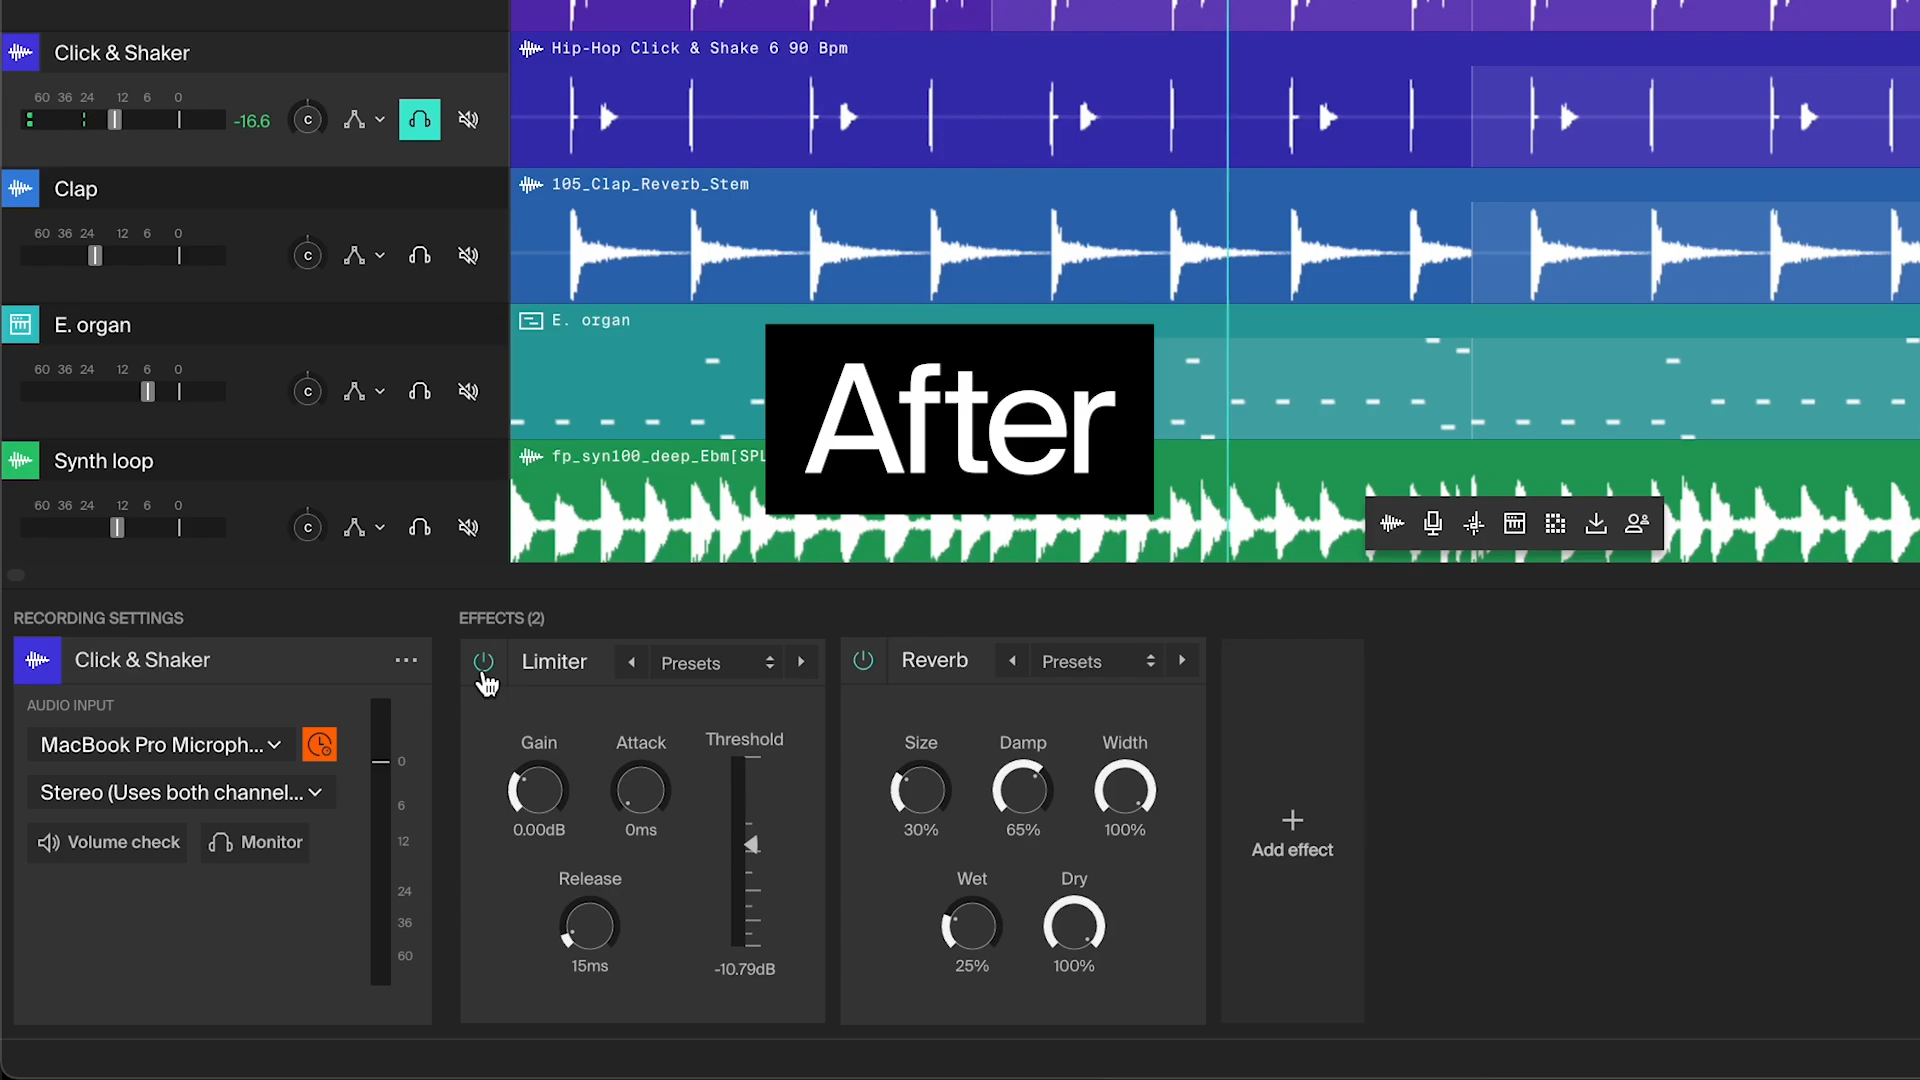 Click & Shaker
60 36 24 12 6 0
-16.6
C
Hip-Hop Click & Shake 6 90 Bpm
Clap
60 36 24 12 6 0
C
105_Clap_Reverb_Stem
E. organ
60 36 24 12 6 0
C
E. organ
After
Synth loop
60 36 24 12 6 0
C
fp_syn100_deep_Ebm[SPL
RECORDING SETTINGS
Click & Shaker
AUDIO INPUT
MacBook Pro Microph...
Stereo (Uses both channel...
Volume check
Monitor
0
6
12
24
36
60
EFFECTS (2)
Limiter
Presets
Gain
Attack
Threshold
0.00dB
0ms
Release
15ms
-10.79dB
Reverb
Presets
Size
Damp
Width
30%
65%
100%
Wet
Dry
25%
100%
Add effect